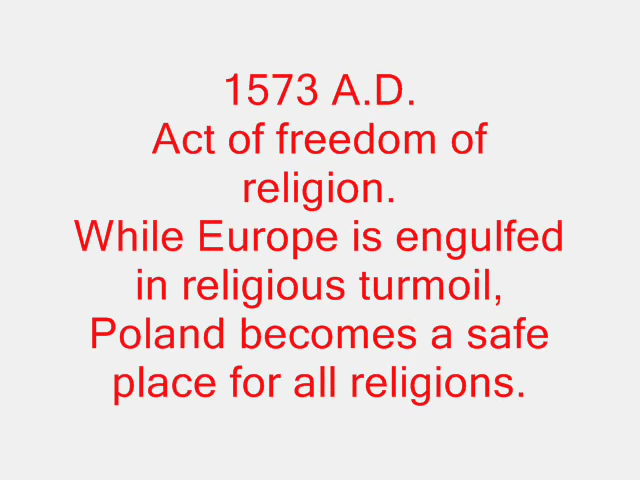 1573 A.D.
Act of freedom of
religion.
While Europe is engulfed
in religious turmoil,
Poland becomes a safe
place for all religions.